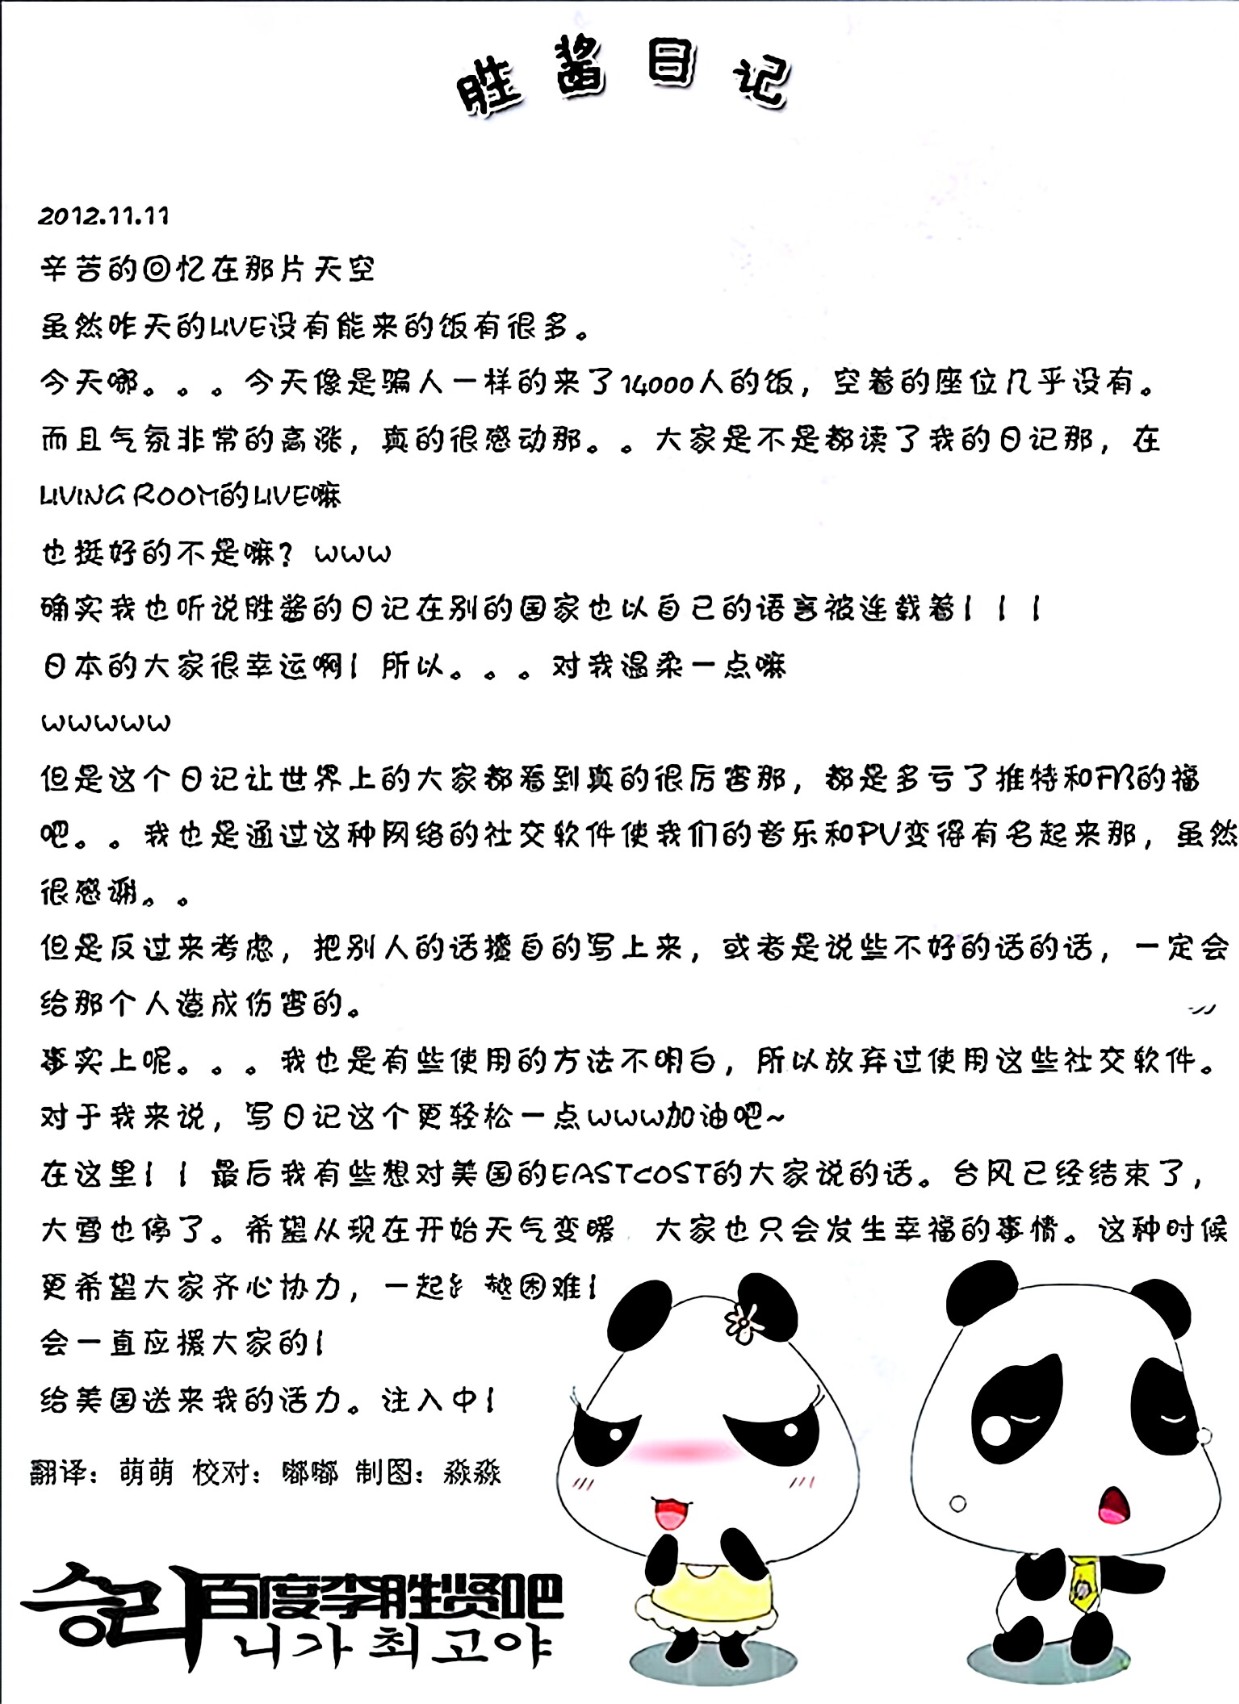 胜酱日记
2012.11.11
辛苦的回忆在那片天空
虽然昨天的LIVE没有能来的饭有很多。
今天哪。。。今天像是骗人一样的来了14000人的饭，空着的座位几乎没有。
而且气氛非常的高涨，真的很感动那。。大家是不是都读了我的日记那，在
LIVING ROOM的LIVE嘛
也挺好的不是嘛？WWW
确实我也听说胜酱的日记在别的国家也以自己的语言被连载着！！！
日本的大家很幸运啊！所以。。。对我温柔一点嘛
WWWWW
但是这个日记让世界上的大家都看到真的很厉害那，都是多亏了推特和FB的福
吧。。我也是通过这种网络的社交软件使我们的音乐和PV变得有名起来那，虽然
很感谢。。
但是反过来考虑，把别人的话擅自的写上来，或者是说些不好的话的话，一定会
给那个人造成伤害的。
事实上呢。。。我也是有些使用的方法不明白，所以放弃过使用这些社交软件。
对于我来说，写日记这个更轻松一点WWW加油吧~
在这里！！最后我有些想对美国的EASTCOST的大家说的话。台风已经结束了，
大雪也停了。希望从现在开始天气变暖 大家也只会发生幸福的事情。这种时候
更希望大家齐心协力，一起 越困难！
会一直应援大家的！
给美国送来我的活力。注入中！
翻译：萌萌 校对：嘟嘟 制图：淼淼
승리百度李胜贤吧
니가 최고야